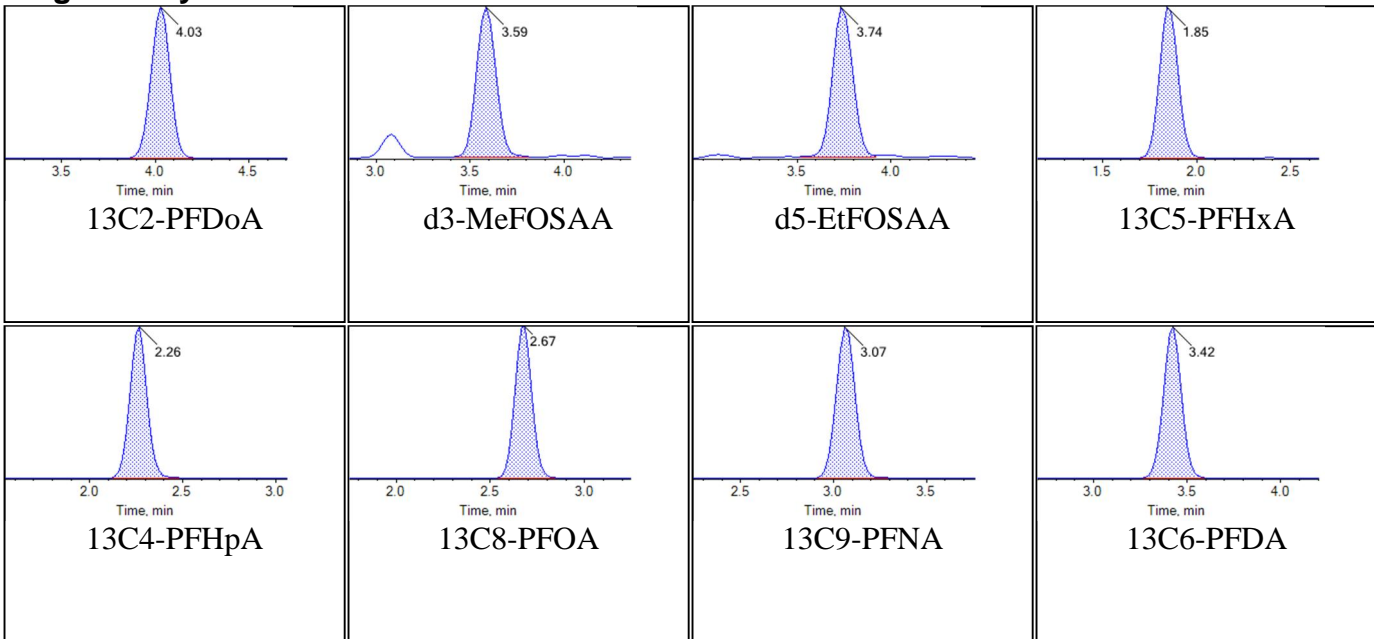 4.03
3.5 4.0 4.5
Time, min
13C2-PFDoA
3.59
3.0 3.5 4.0
Time, min
d3-MeFOSAA
3.74
3.5 4.0
Time, min
d5-EtFOSAA
1.85
1.5 2.0 2.5
Time, min
13C5-PFHxA
2.26
2.0 2.5 3.0
Time, min
13C4-PFHpA
2.67
2.0 2.5 3.0
Time, min
13C8-PFOA
3.07
2.5 3.0 3.5
Time, min
13C9-PFNA
3.42
3.0 3.5 4.0
Time, min
13C6-PFDA